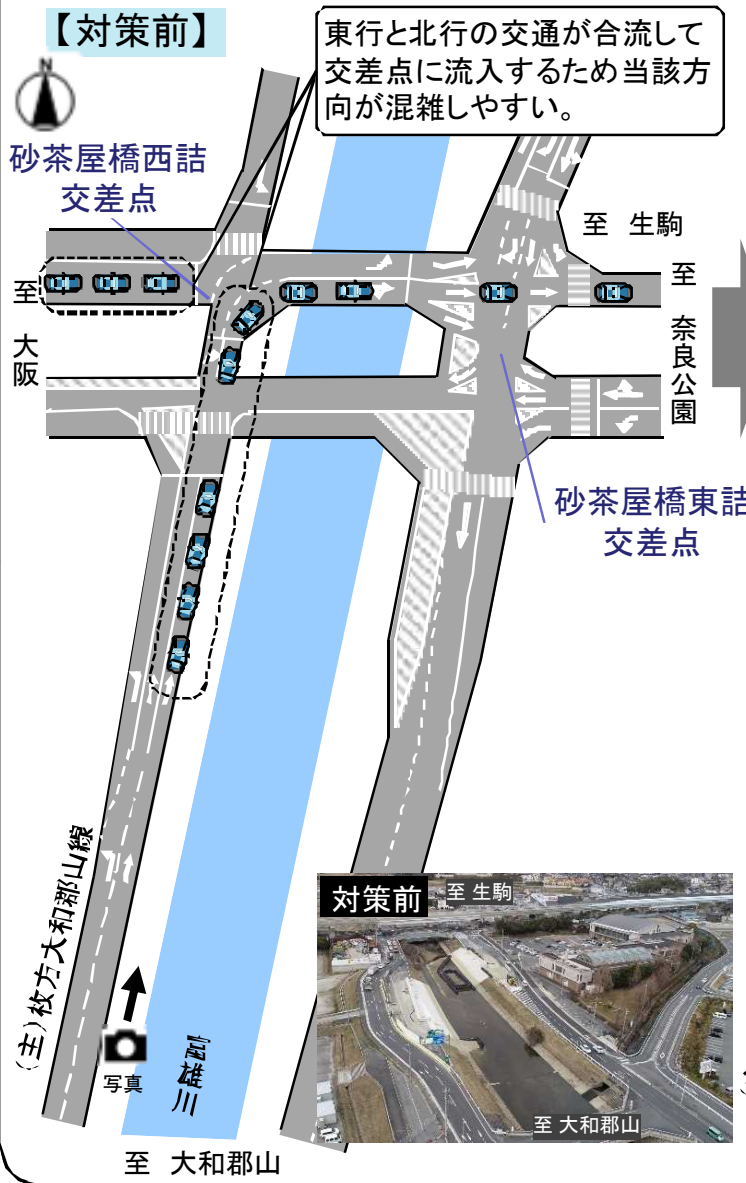 【対策前】
東行と北行の交通が合流して
交差点に流入するため当該方
向が混雑しやすい。
N
砂茶屋橋西詰
交差点
至 生駒
至 大阪
至 奈良公園
砂茶屋橋東詰
交差点
(主)枚方大和郡山線
写真
富雄川
至 大和郡山
対策前
至 生駒
至 大和郡山